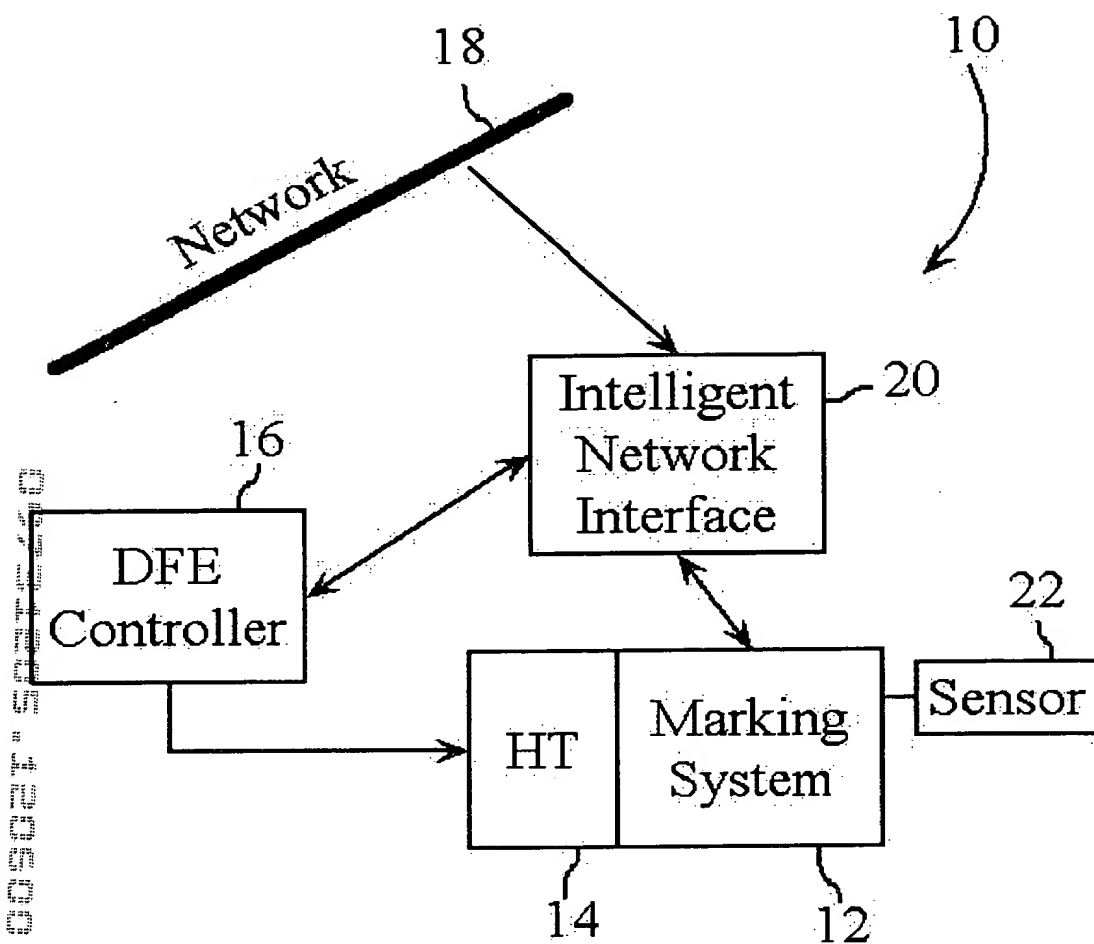 10
18
Network
Intelligent
Network
Interface
20
16
DFE
Controller
22
Sensor
HT
Marking
System
14
12